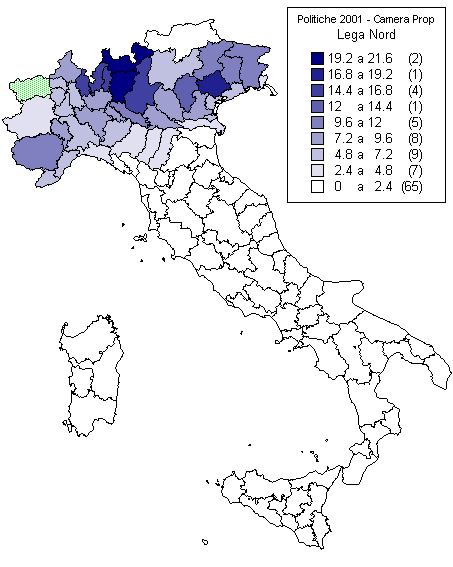 Politiche 2001 - Camera Prop
Lega Nord
19.2 a 21.6 (2)
16.8 a 19.2 (1)
14.4 a 16.8 (4)
12 a 14.4 (1)
9.6 a 12 (5)
7.2 a 9.6 (8)
4.8 a 7.2 (9)
2.4 a 4.8 (7)
0 a 2.4 (65)